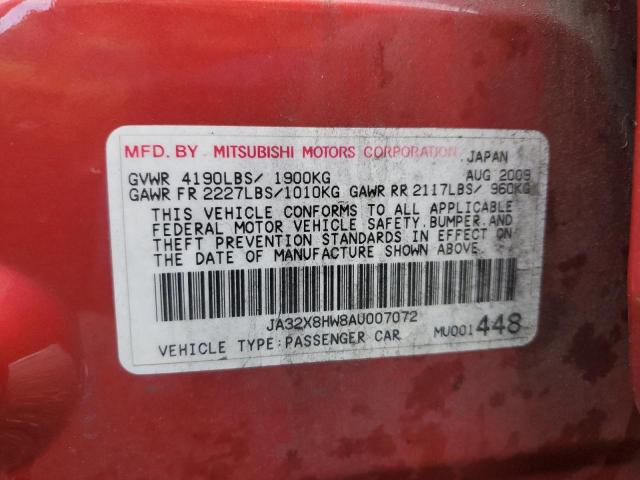 MFD. BY MITSUBISHI MOTORS CORPORATION JAPAN
GVWR 4190LBS/ 1900KG AUG 2009
GAWR FR 2227LBS/1010KG GAWR RR 2117LBS/ 960KG
THIS VEHICLE CONFORMS TO ALL APPLICABLE
FEDERAL MOTOR VEHICLE SAFETY.BUMPER.AND
THEFT PREVENTION STANDARDS IN EFFECT ON
THE DATE OF MANUFACTURE SHOWN ABOVE.
JA32X8HW8AU007072
VEHICLE TYPE:PASSENGER CAR MU001448